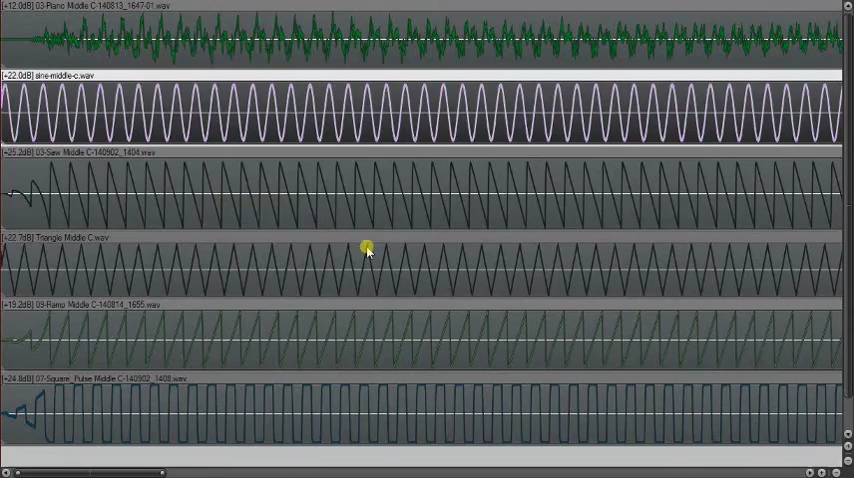 [+12.0dB] 03-Piano Middle C-140813_1647-01.wav
[+22.0dB] sine-middle-c.wav
[+25.2dB] 03-Saw Middle C-140902_1404.wav
[+22.7dB] Triangle Middle C.wav
[+19.2dB] 09-Ramp Middle C-140814_1655.wav
[+24.8dB] 07-Square_Pulse Middle C-140902_1408.wav